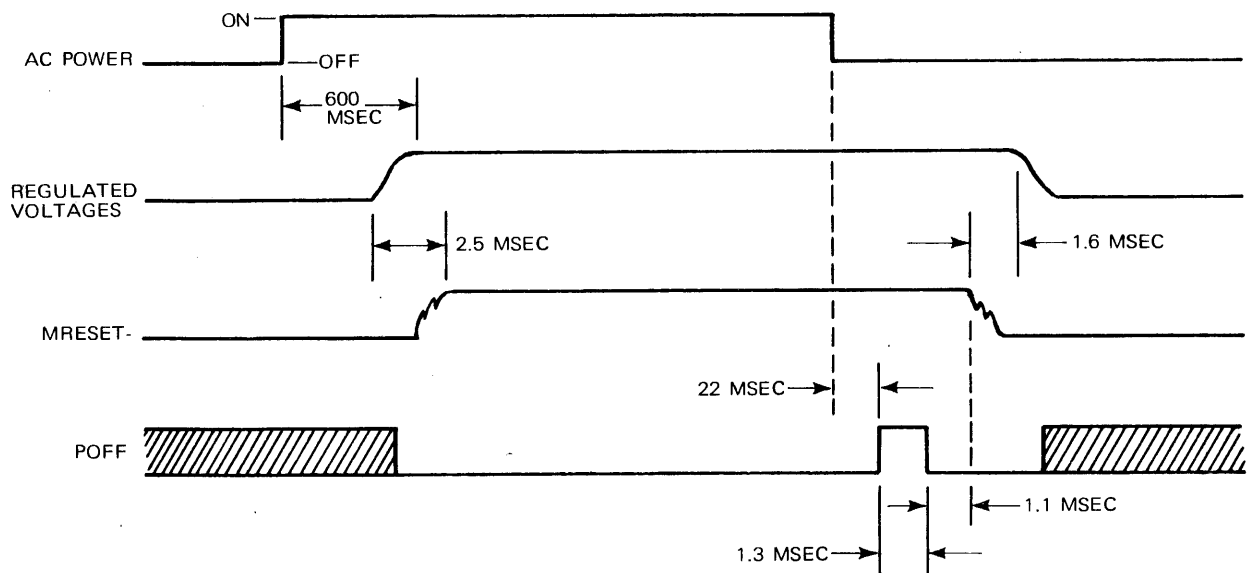 ON
AC POWER
OFF
600
MSEC
REGULATED
VOLTAGES
2.5 MSEC
1.6 MSEC
MRESET-
22 MSEC
POFF
1.1 MSEC
1.3 MSEC